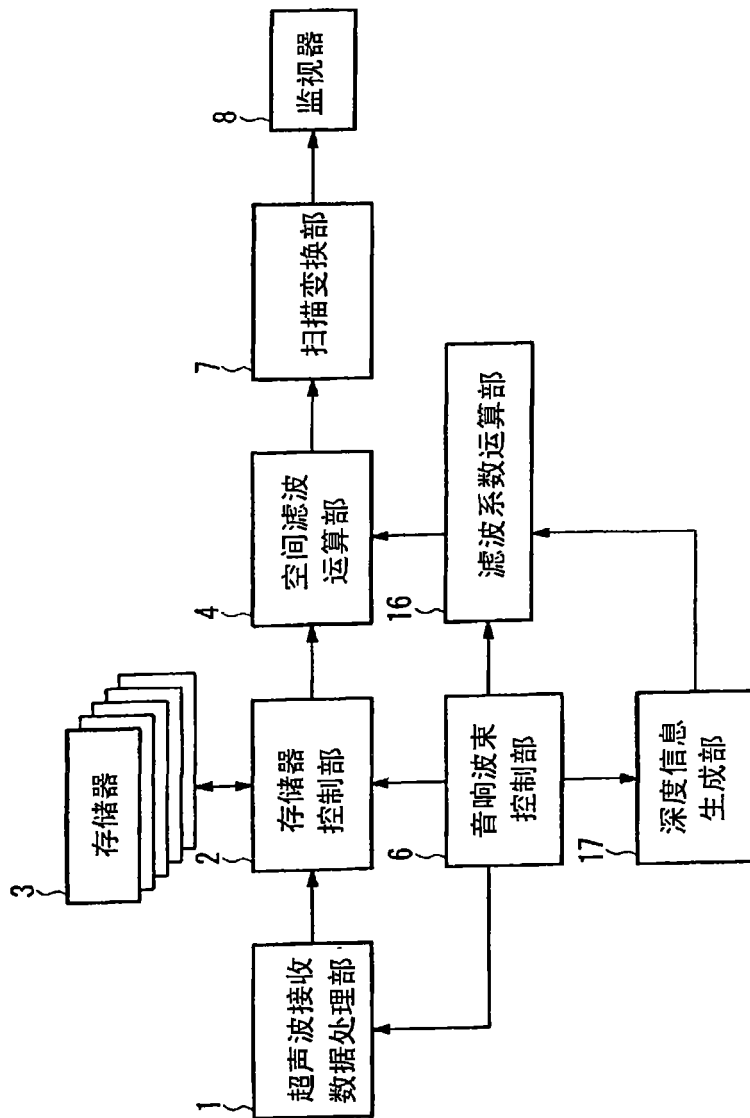 3
存储器
1
超声波接收
数据处理部
2
存储器
控制部
4
空间滤波
运算部
7
扫描变换部
8
监视器
6
音响波束
控制部
16
滤波系数运算部
17
深度信息
生成部